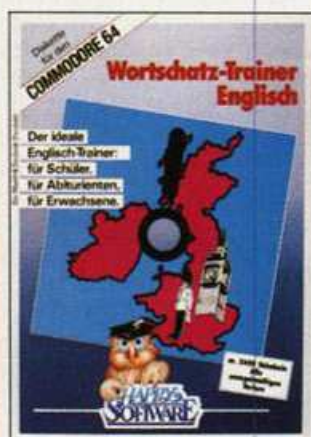 Diskette
für den
COMMODORE 64
Wortschatz-Trainer
Englisch
Der ideale
Englisch-Trainer:
für Schüler,
für Abiturienten,
für Erwachsene.
HAPPY
SOFTWARE